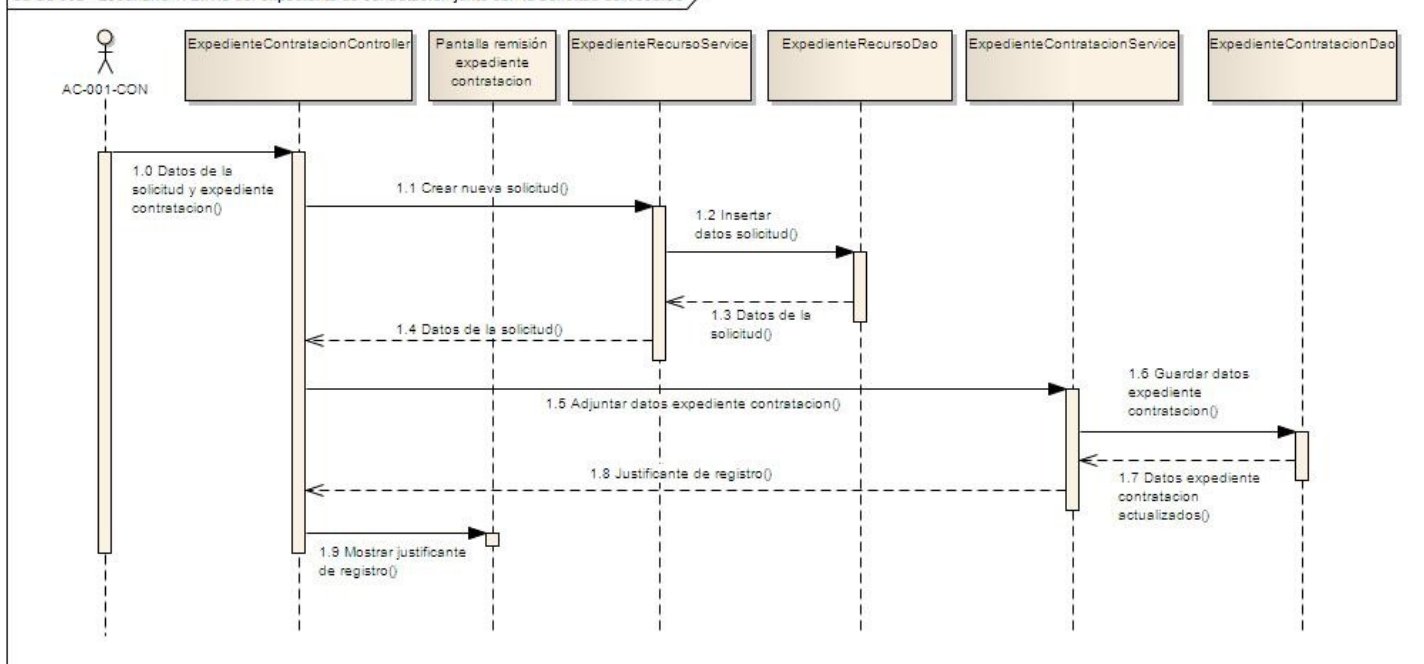 AC-001-CON
ExpedienteContratacionController
Pantalla remisión
expediente
contratacion
ExpedienteRecursoService
ExpedienteRecursoDao
ExpedienteContratacionService
ExpedienteContratacionDao
1.0 Datos de la
solicitud y expediente
contratacion()
1.1 Crear nueva solicitud()
1.2 Insertar
datos solicitud()
1.3 Datos de la
solicitud()
1.4 Datos de la solicitud()
1.5 Adjuntar datos expediente contratacion()
1.6 Guardar datos
expediente
contratacion()
1.7 Datos expediente
contratacion
actualizados()
1.8 Justificante de registro()
1.9 Mostrar justificante
de registro()